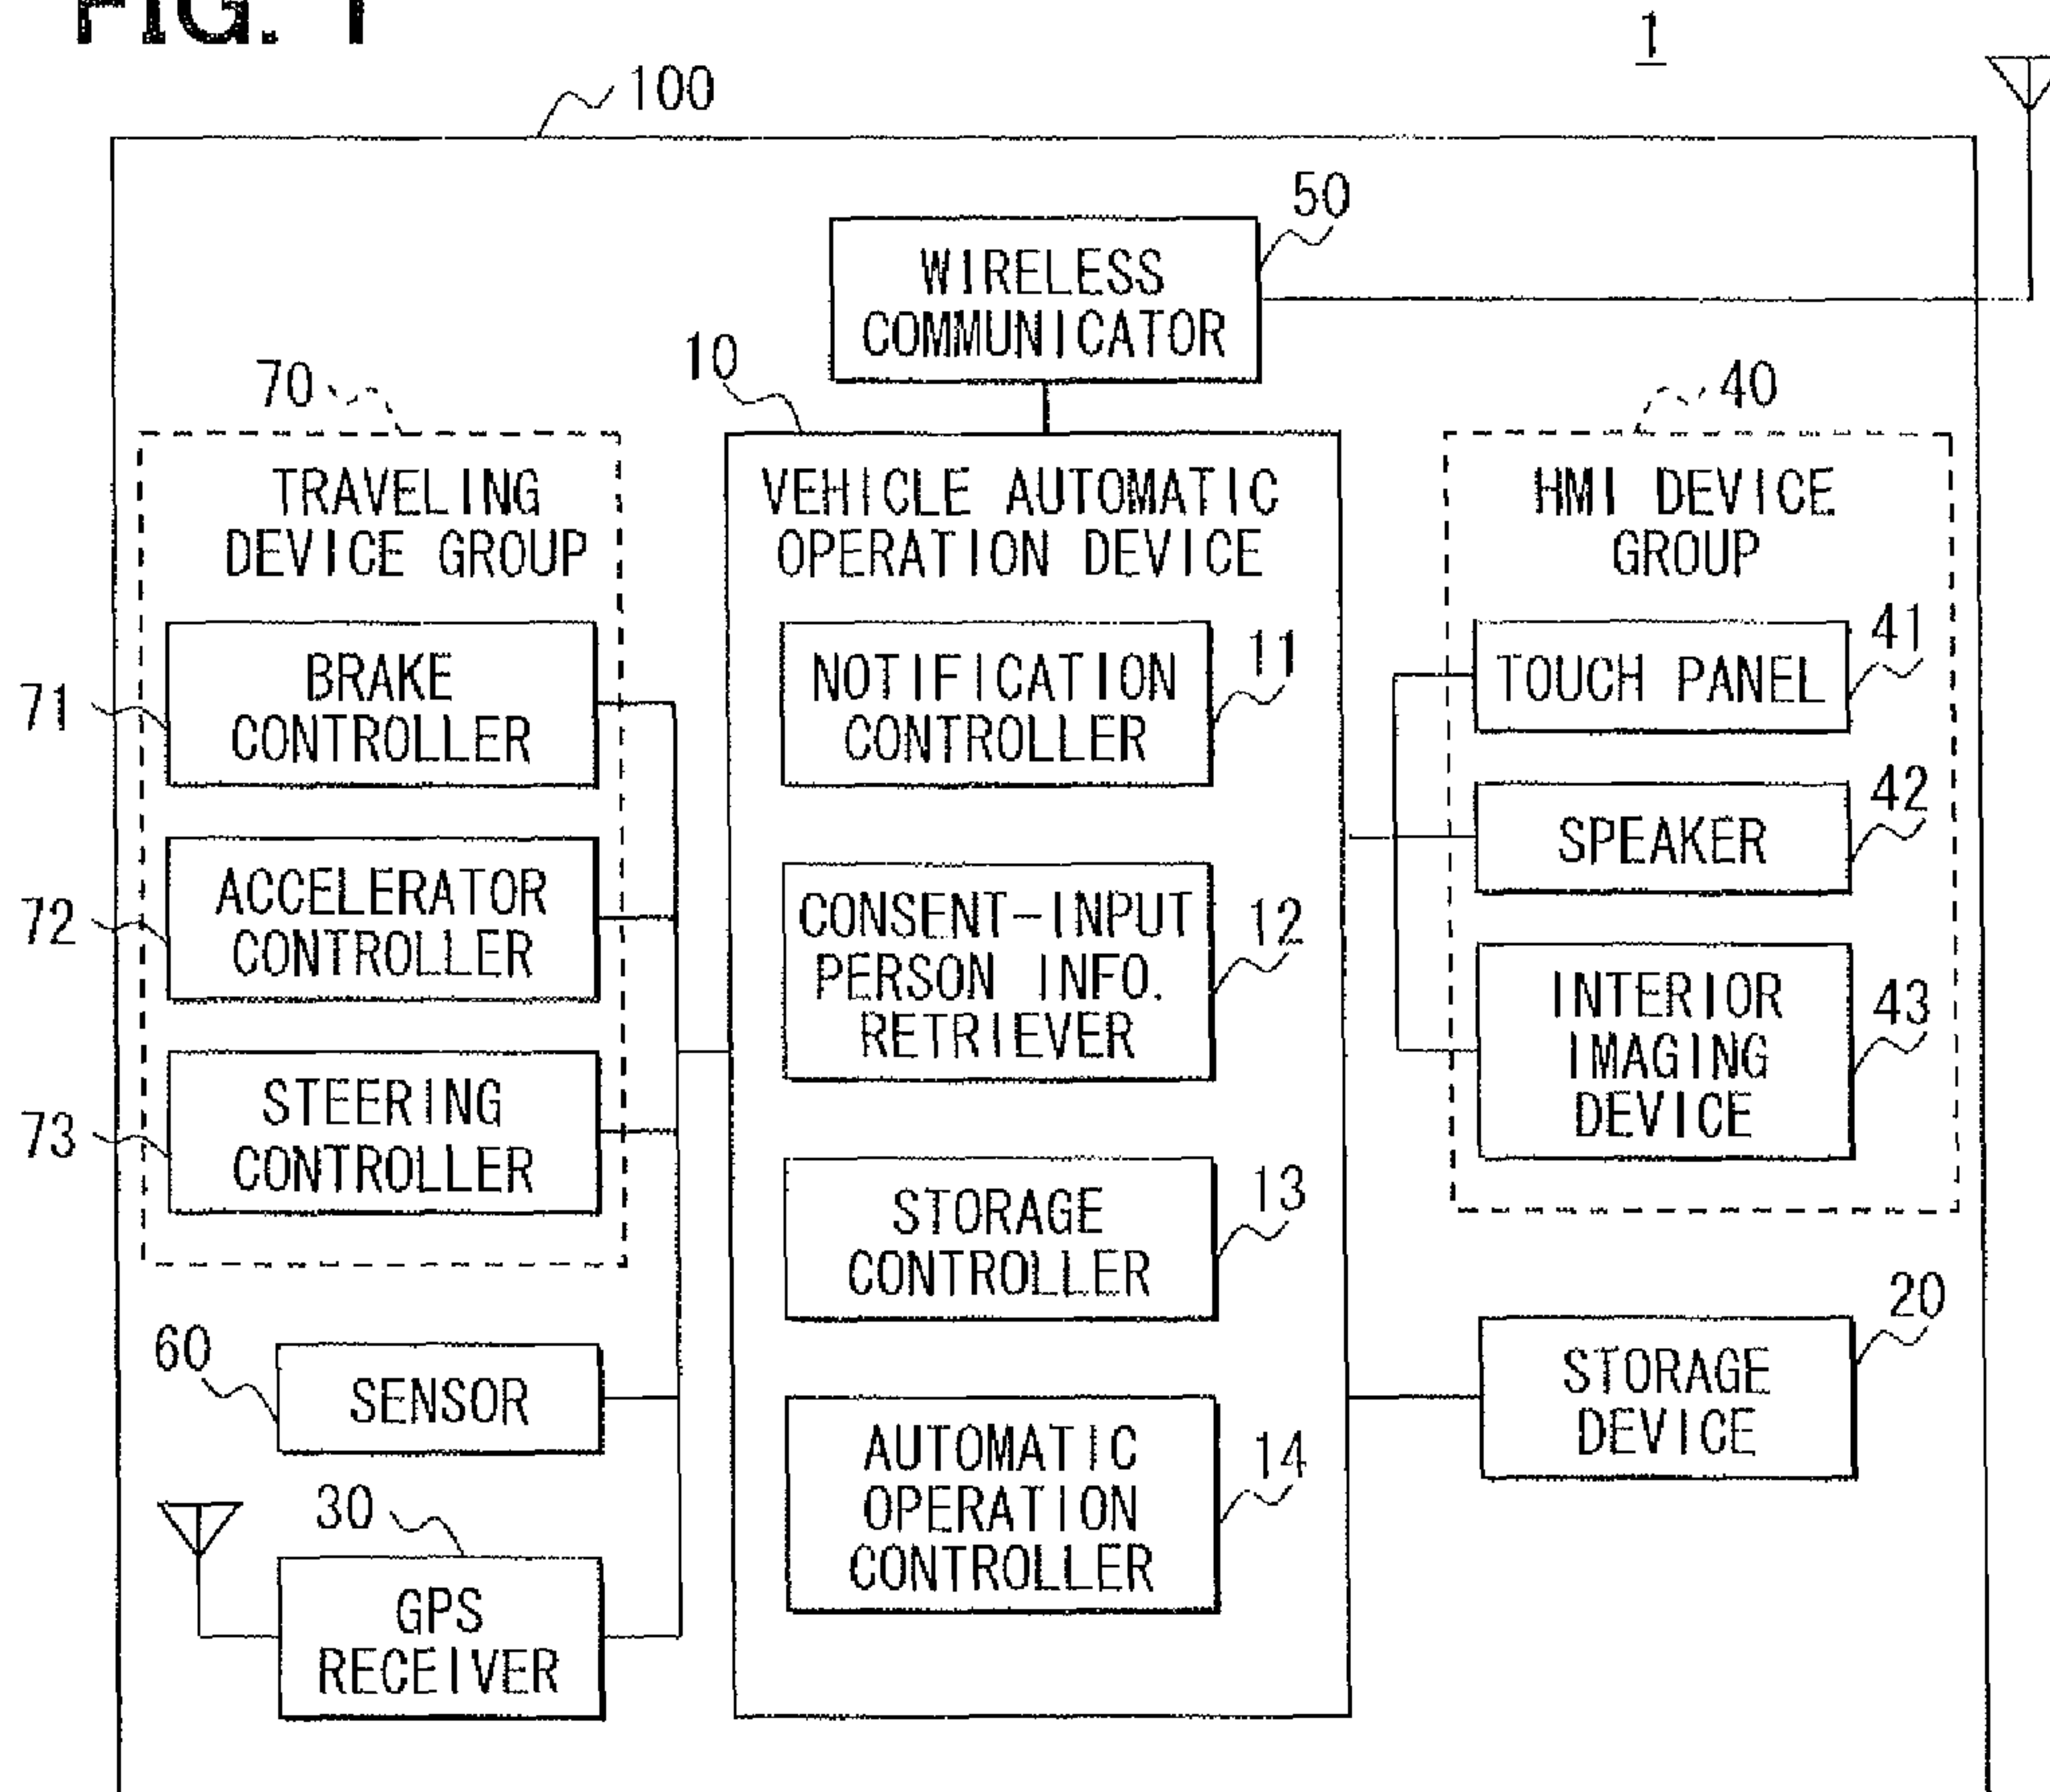 FIG. 1
1
100
50
WIRELESS
COMMUNICATOR
10
70
TRAVELING
DEVICE GROUP
71
BRAKE
CONTROLLER
72
ACCELERATOR
CONTROLLER
73
STEERING
CONTROLLER
60
SENSOR
30
GPS
RECEIVER
VEHICLE AUTOMATIC
OPERATION DEVICE
NOTIFICATION
CONTROLLER
11
CONSENT-INPUT
PERSON INFO.
RETRIEVER
12
STORAGE
CONTROLLER
13
AUTOMATIC
OPERATION
CONTROLLER
14
40
HMI DEVICE
GROUP
TOUCH PANEL
41
SPEAKER
42
INTERIOR
IMAGING
DEVICE
43
20
STORAGE
DEVICE